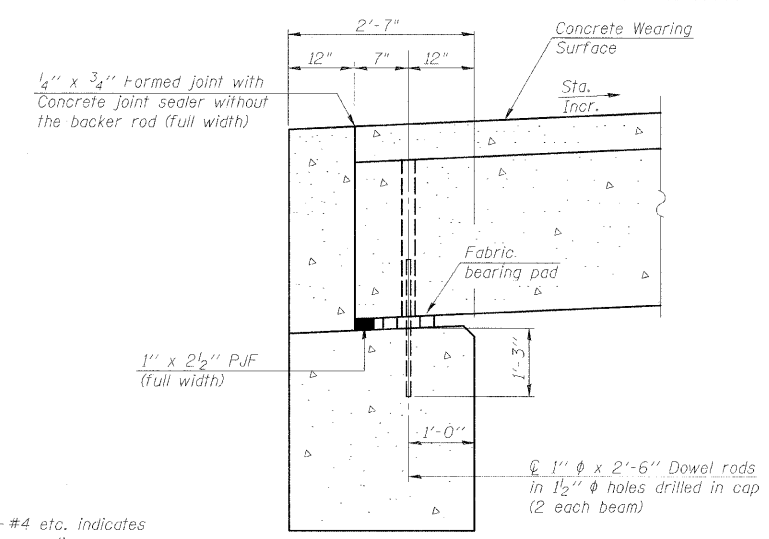 2'-7"
12" 7" 12"
Concrete Wearing
Surface
1/4" x 3/4" Formed joint with
Concrete joint sealer without
the backer rod (full width)
Sta.
Incr.
Fabric
bearing pad
1" x 2 1/2" PJF
(full width)
1'-3"
1'-0"
℄ 1" ϕ x 2'-6" Dowel rods
in 1 1/2" ϕ holes drilled in cap
(2 each beam)
- #4 etc. indicates